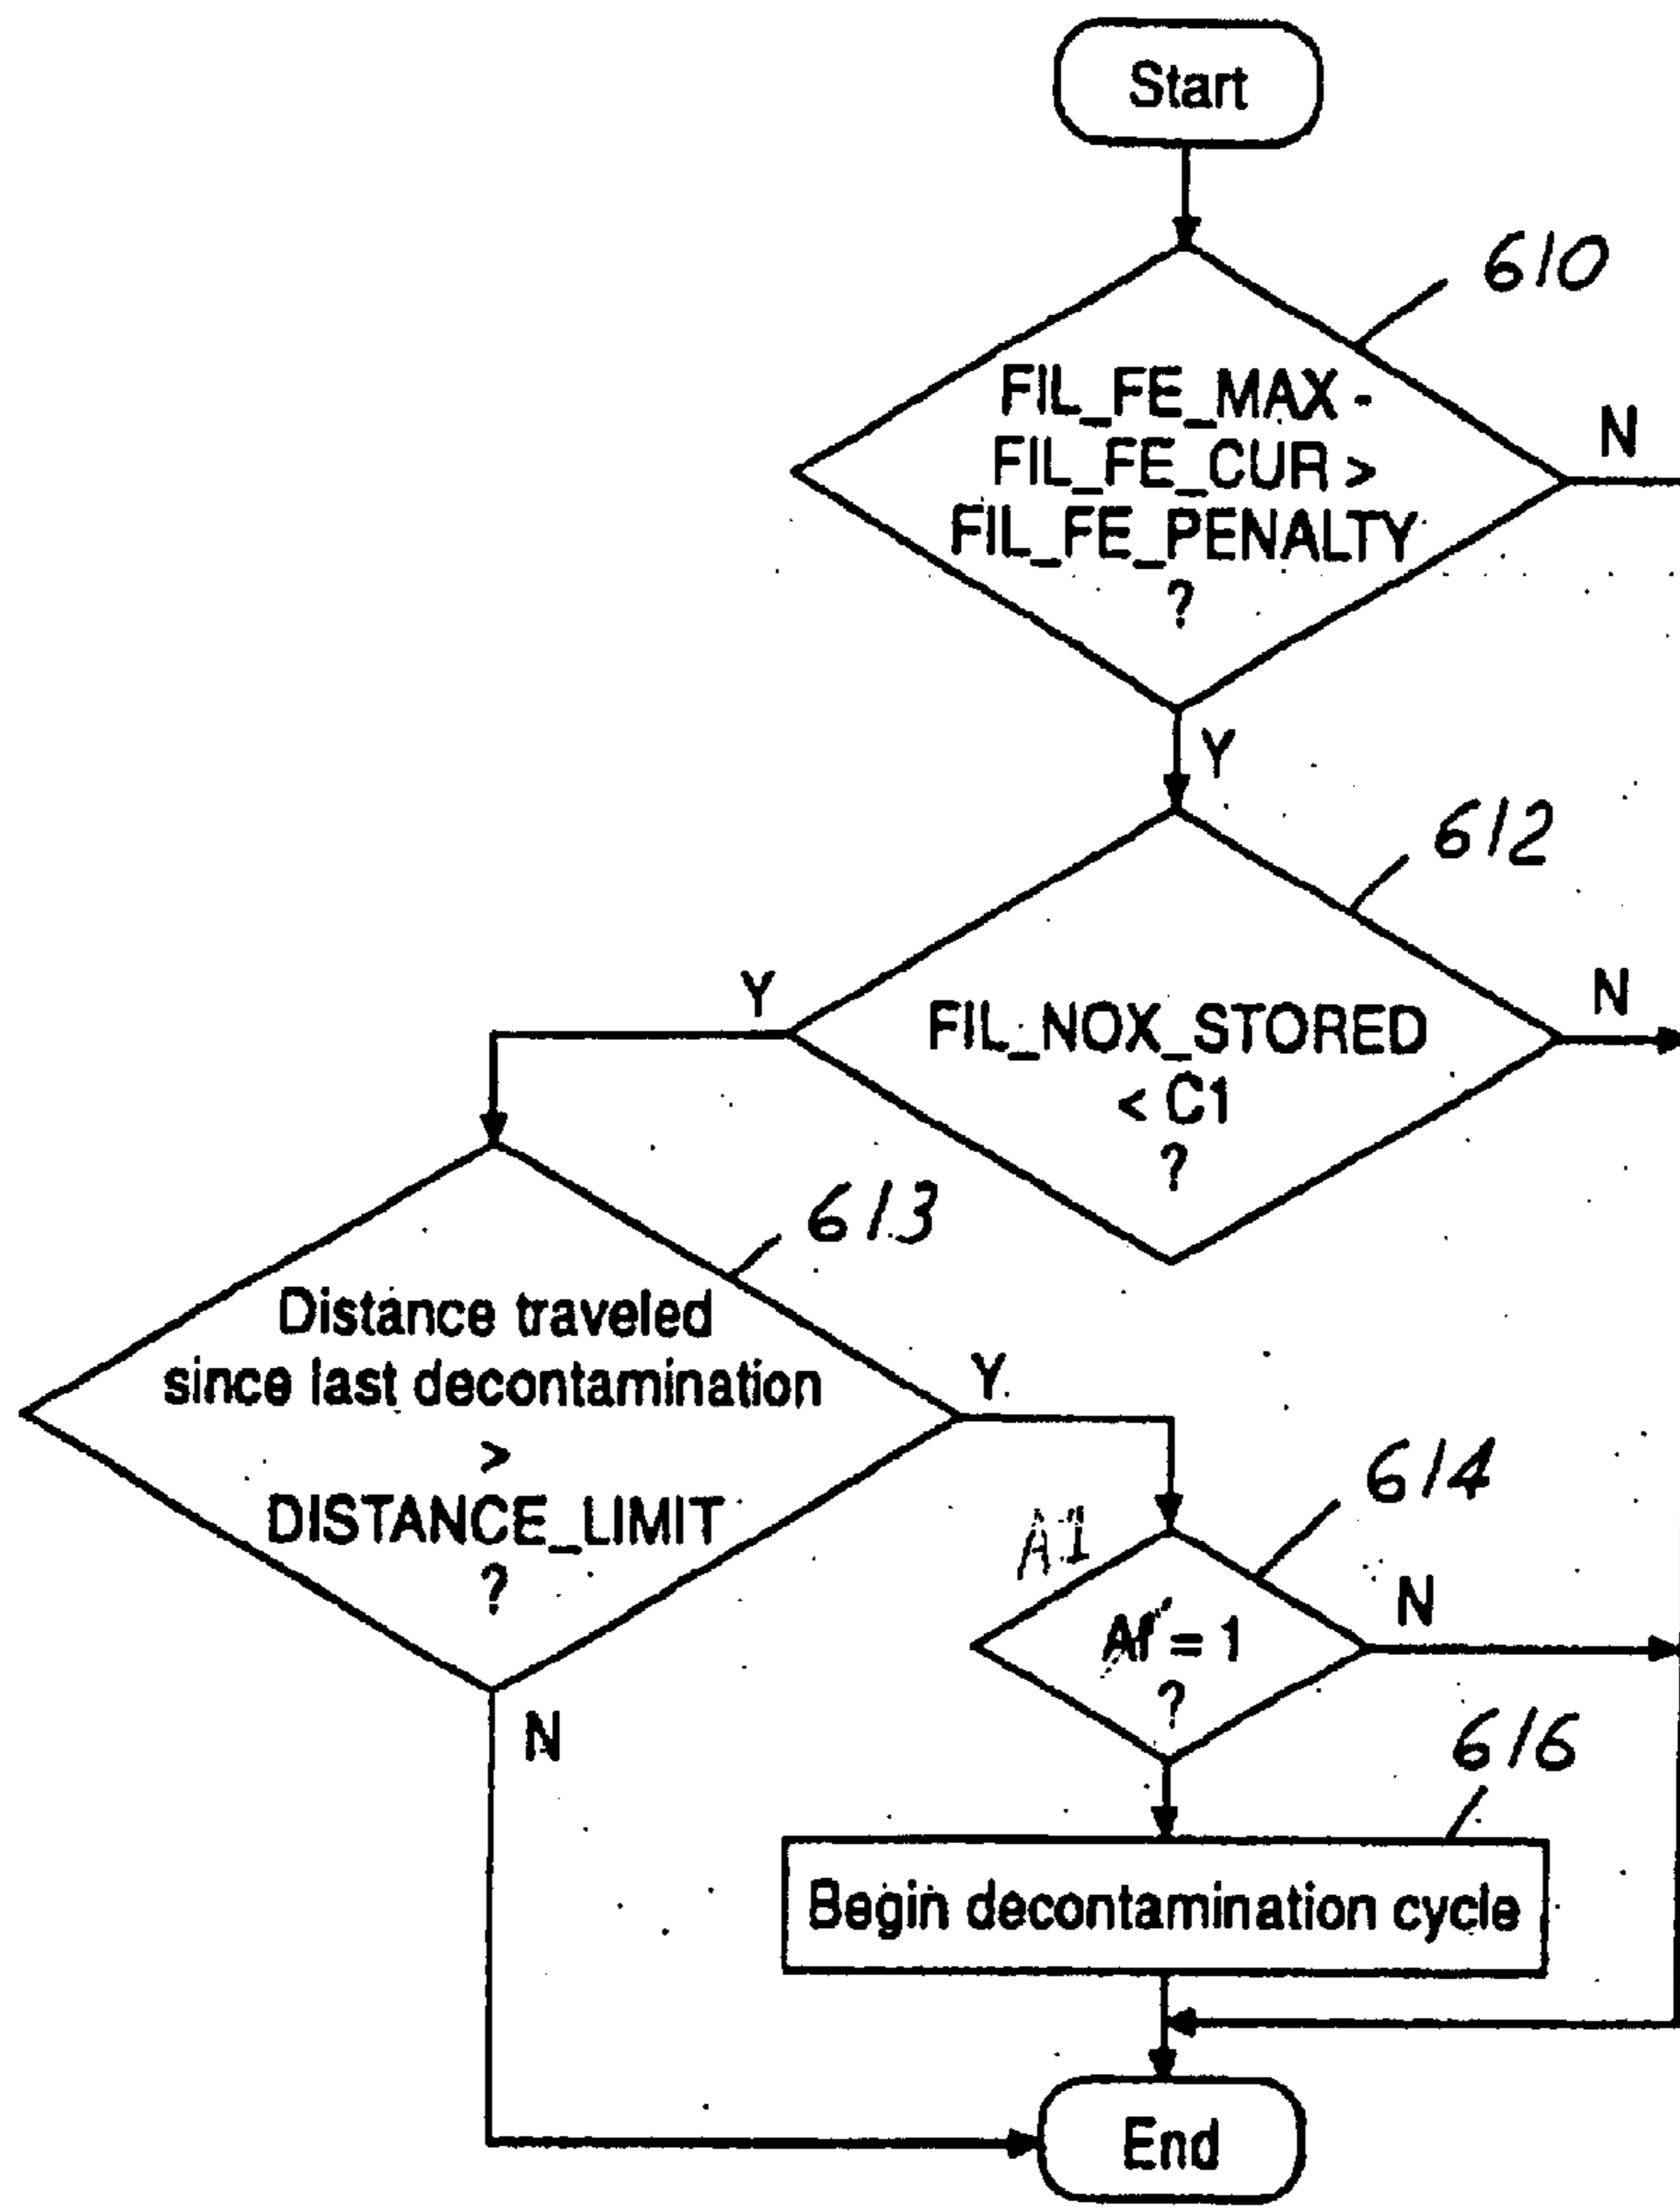 Start
610
FIL_FE_MAX -
FIL_FE_CUR >
FIL_FE_PENALTY
?
N
Y
612
FIL_NOX_STORED
< C1
?
Y
N
613
Distance traveled
since last decontamination
>
DISTANCE_LIMIT
?
Y
N
614
A1
= 1
?
N
616
Begin decontamination cycle
End